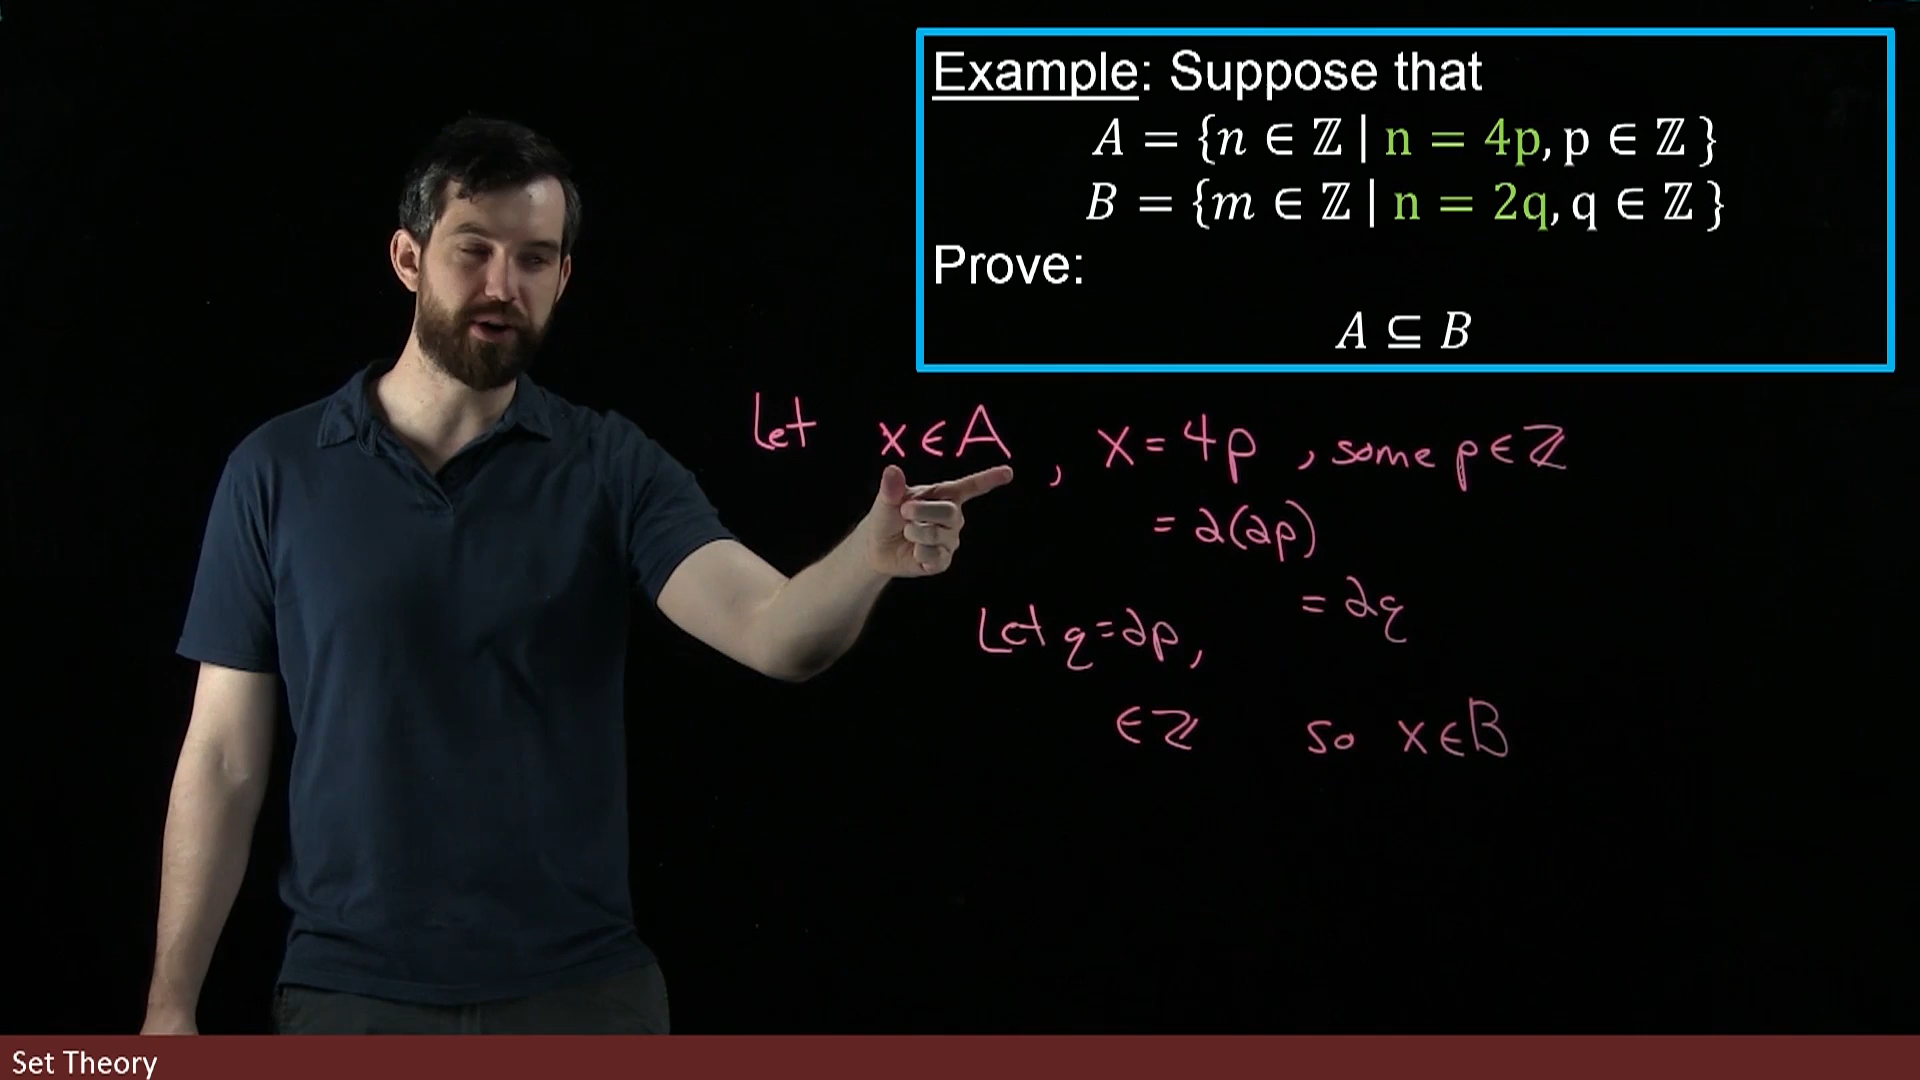 Example: Suppose that
A = {n ∈ ℤ | n = 4p, p ∈ ℤ }
B = {m ∈ ℤ | n = 2q, q ∈ ℤ }
Prove:
A ⊆ B
Let x∈A , x = 4p , some p∈ℤ
= 2(2p)
= 2q
Let q=2p,
∈ℤ so x∈B
Set Theory